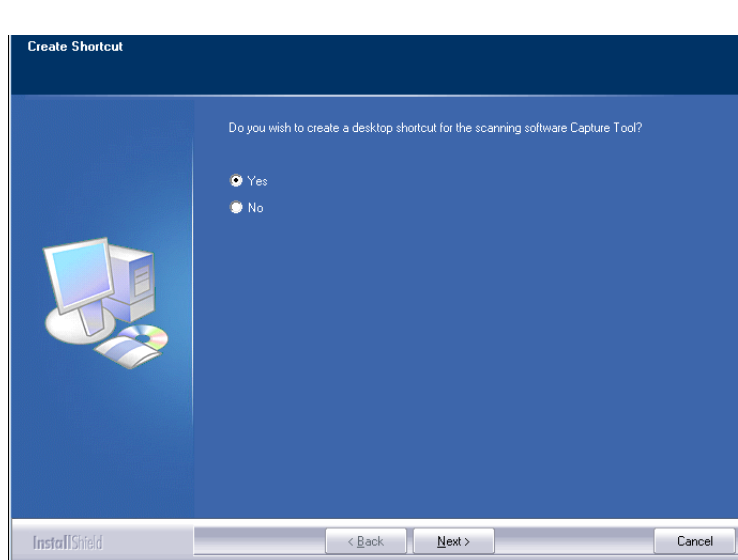 Create Shortcut
Do you wish to create a desktop shortcut for the scanning software Capture Tool?
Yes
No
InstallShield
< Back
Next >
Cancel